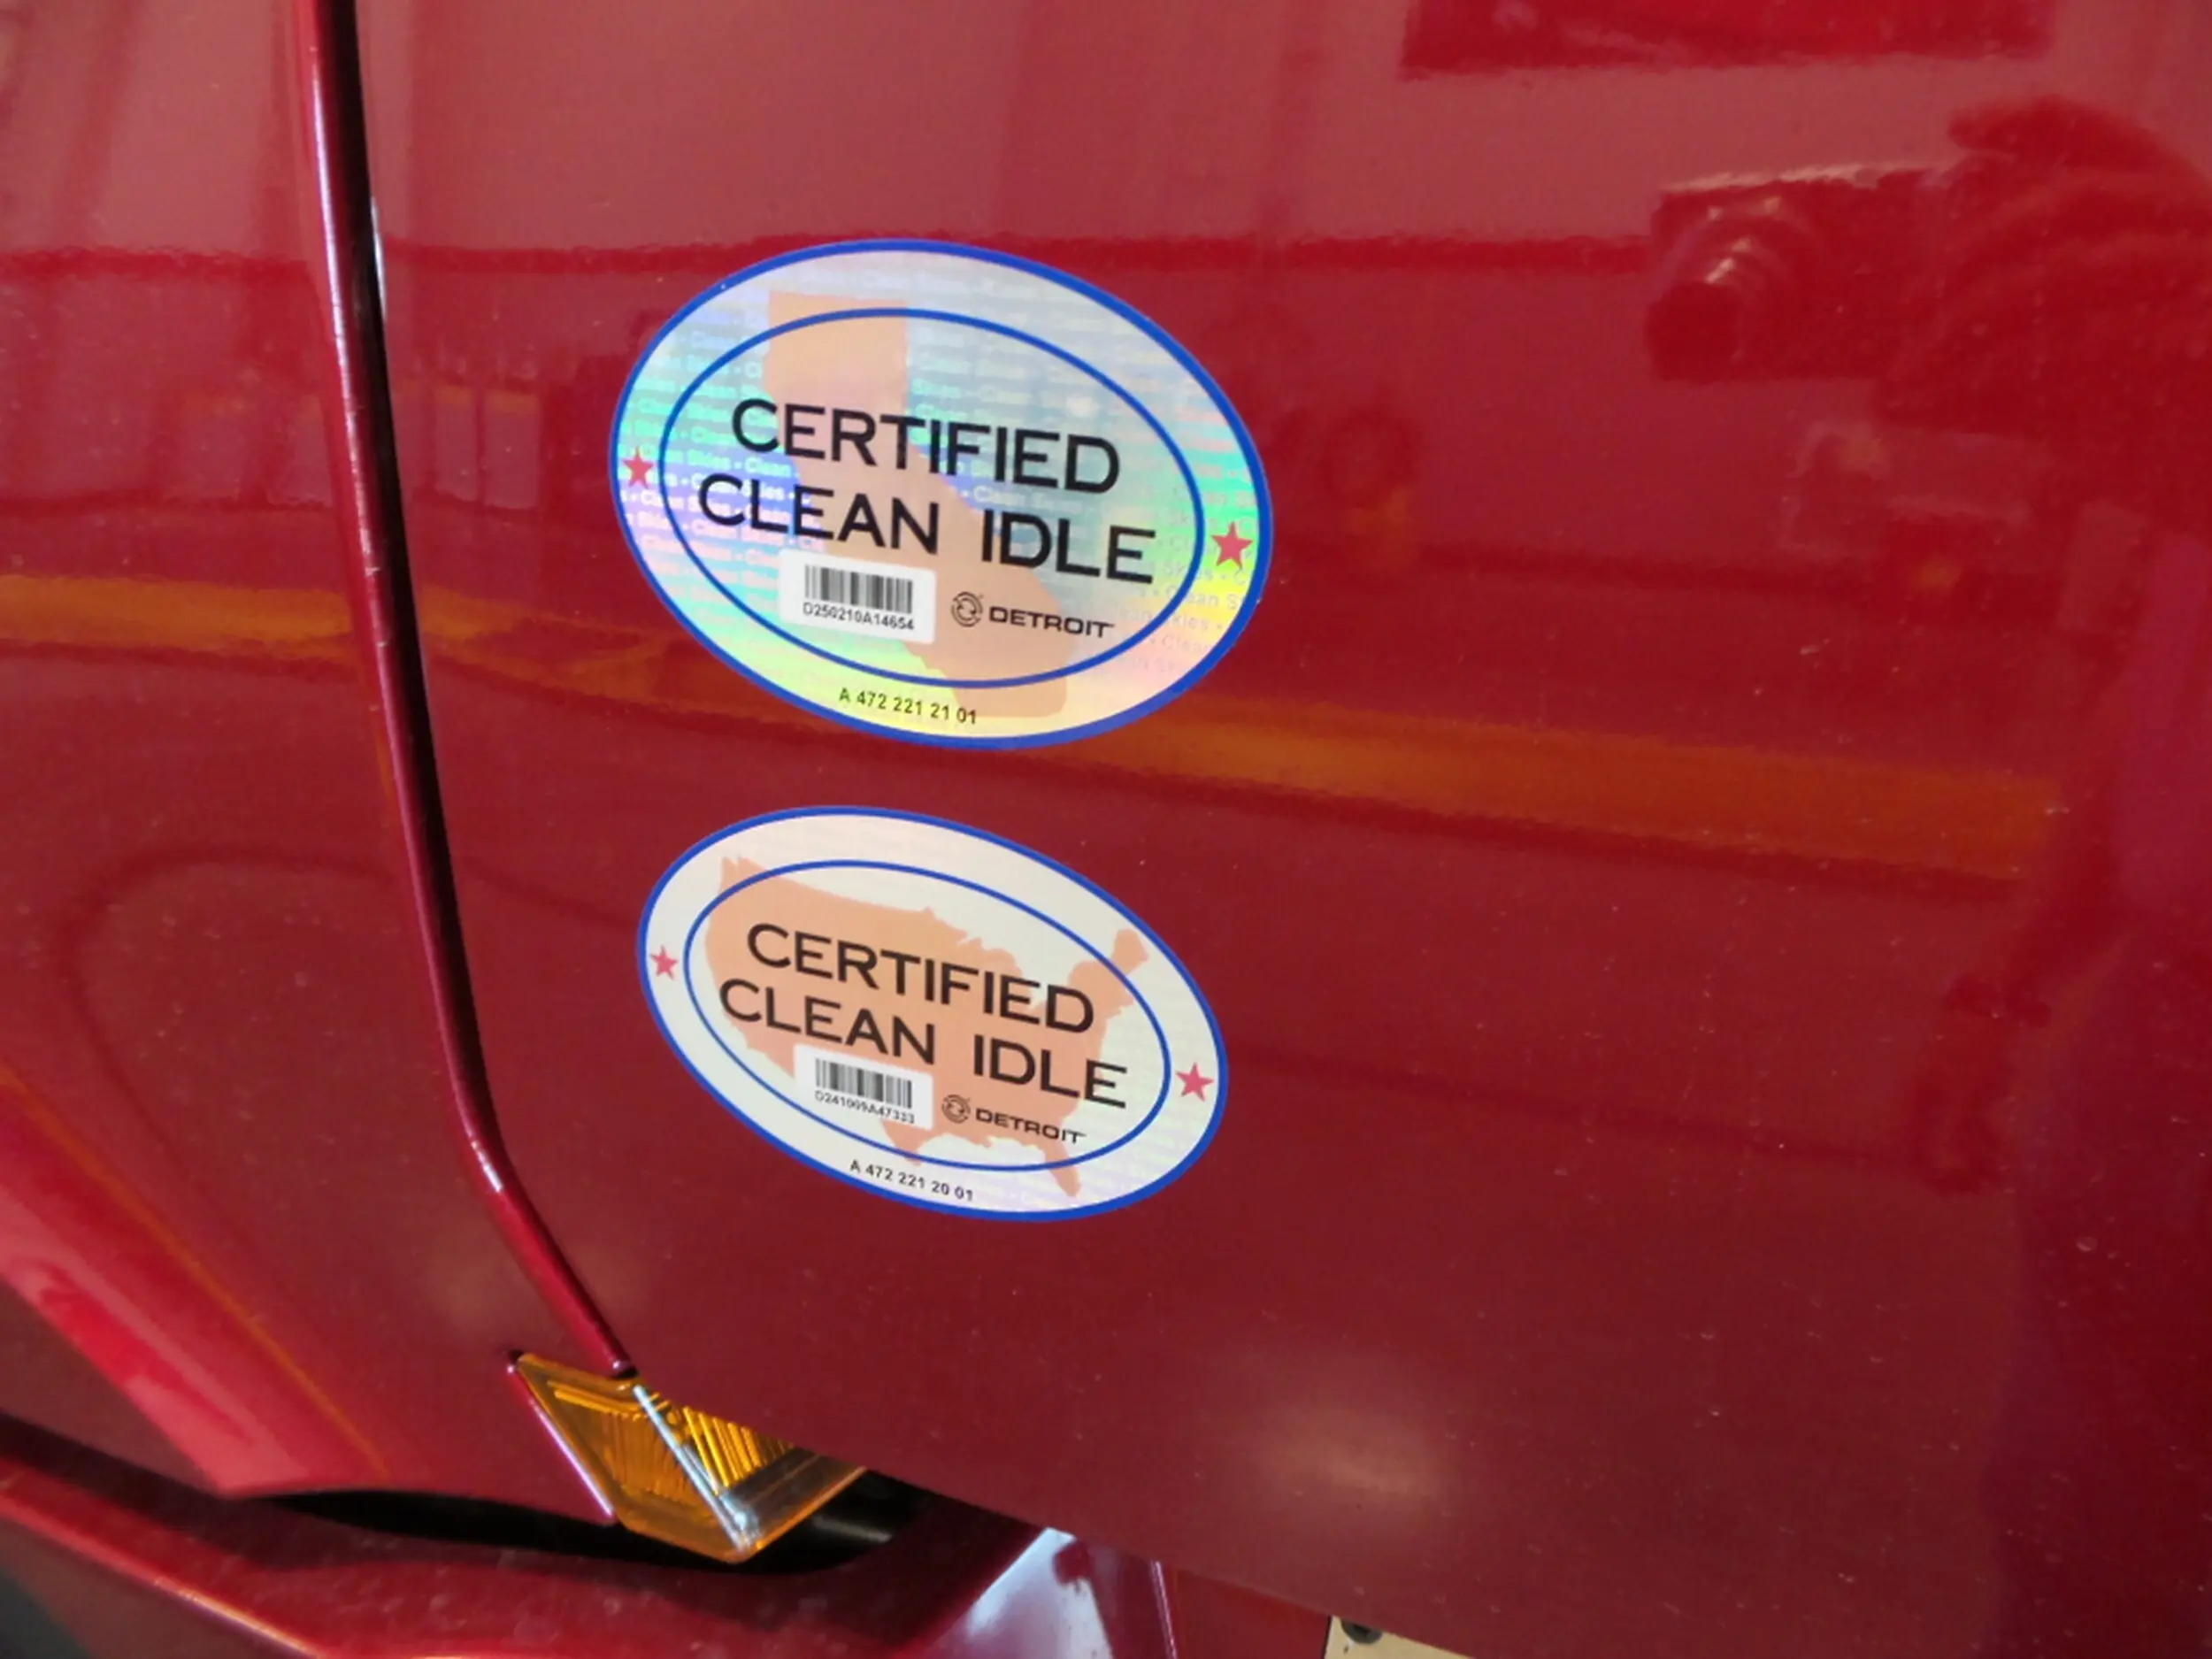 CERTIFIED
CLEAN IDLE
D250210A14654
DETROIT
A 472 221 21 01
CERTIFIED
CLEAN IDLE
D241009A47333
DETROIT
A 472 221 20 01